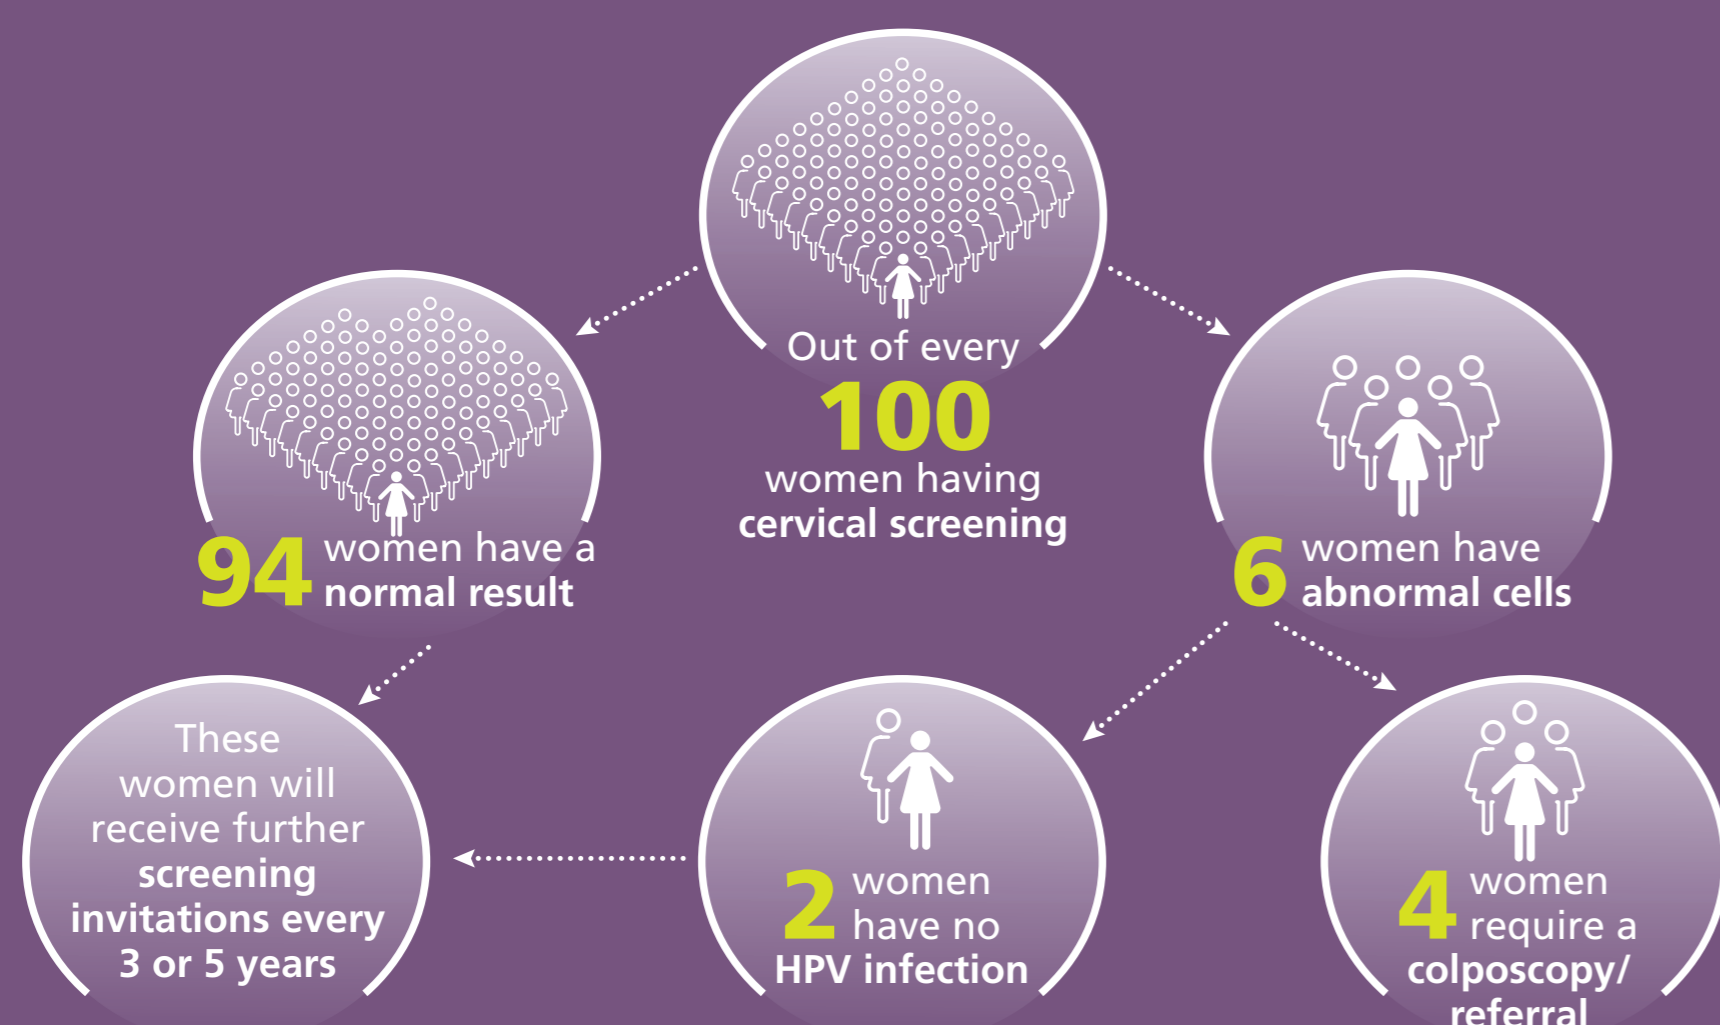 Out of every
100
women having
cervical screening
94 women have a
normal result
6 women have
abnormal cells
These
women will
receive further
screening
invitations every
3 or 5 years
2 women
have no
HPV infection
4 women
require a
colposcopy/
referral